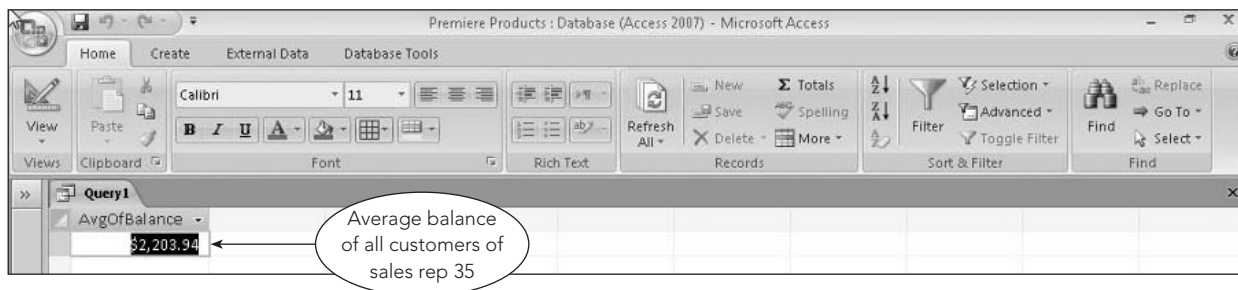 Premiere Products : Database (Access 2007) - Microsoft Access
Home Create External Data Database Tools
Calibri 11 New Σ Totals Selection Replace
Save Spelling Advanced Go To
View Paste B I U A ab Refresh All Delete More Filter Toggle Filter Find Select
Views Clipboard Font Rich Text Records Sort & Filter Find
Query1
AvgOfBalance
$2,203.94
Average balance
of all customers of
sales rep 35